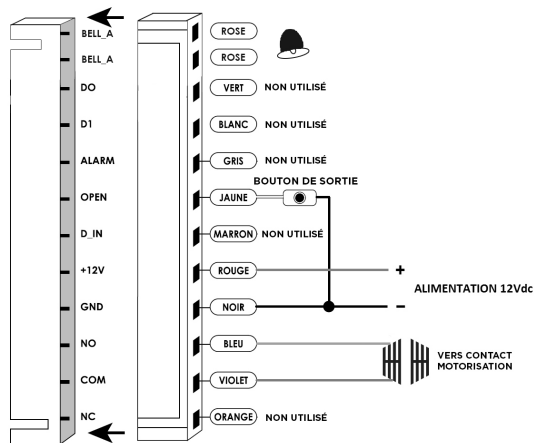 BELL_A ROSE
BELL_A ROSE
DO VERT NON UTILISÉ
D1 BLANC NON UTILISÉ
ALARM GRIS NON UTILISÉ
BOUTON DE SORTIE
OPEN JAUNE
D_IN MARRON NON UTILISÉ
+12V ROUGE +
ALIMENTATION 12Vdc
GND NOIR –
NO BLEU
VERS CONTACT
MOTORISATION
COM VIOLET
NC ORANGE NON UTILISÉ